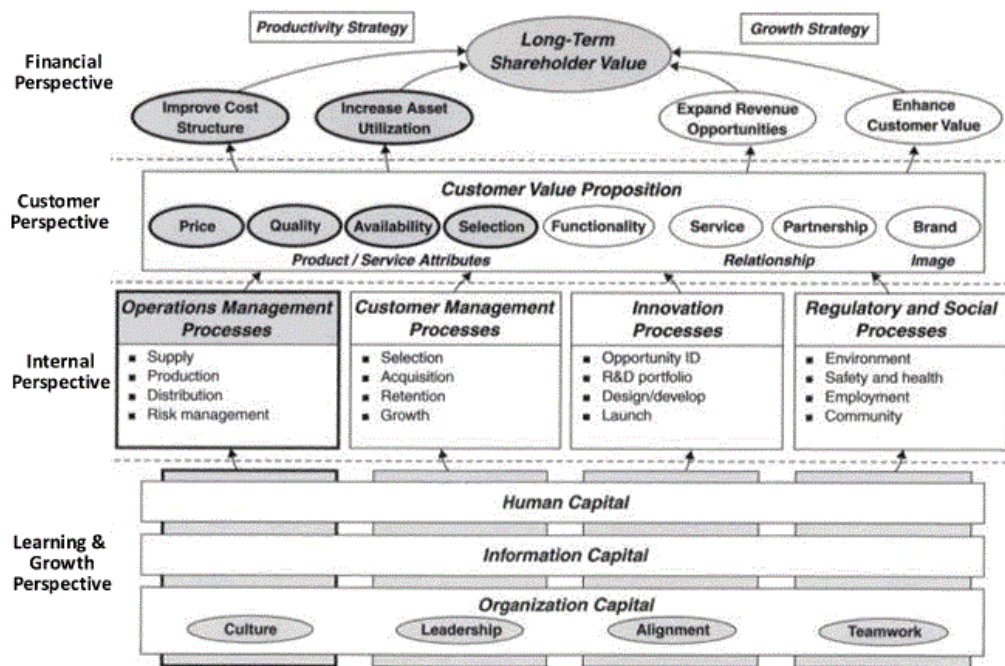 Productivity Strategy
Growth Strategy
Long-Term
Shareholder Value
Financial
Perspective
Improve Cost
Structure
Increase Asset
Utilization
Expand Revenue
Opportunities
Enhance
Customer Value
Customer
Perspective
Customer Value Proposition
Price
Quality
Availability
Selection
Functionality
Service
Partnership
Brand
Product / Service Attributes
Relationship
Image
Internal
Perspective
Operations Management
Processes
▪ Supply
▪ Production
▪ Distribution
▪ Risk management
Customer Management
Processes
▪ Selection
▪ Acquisition
▪ Retention
▪ Growth
Innovation
Processes
▪ Opportunity ID
▪ R&D portfolio
▪ Design/develop
▪ Launch
Regulatory and Social
Processes
▪ Environment
▪ Safety and health
▪ Employment
▪ Community
Learning &
Growth
Perspective
Human Capital
Information Capital
Organization Capital
Culture
Leadership
Alignment
Teamwork